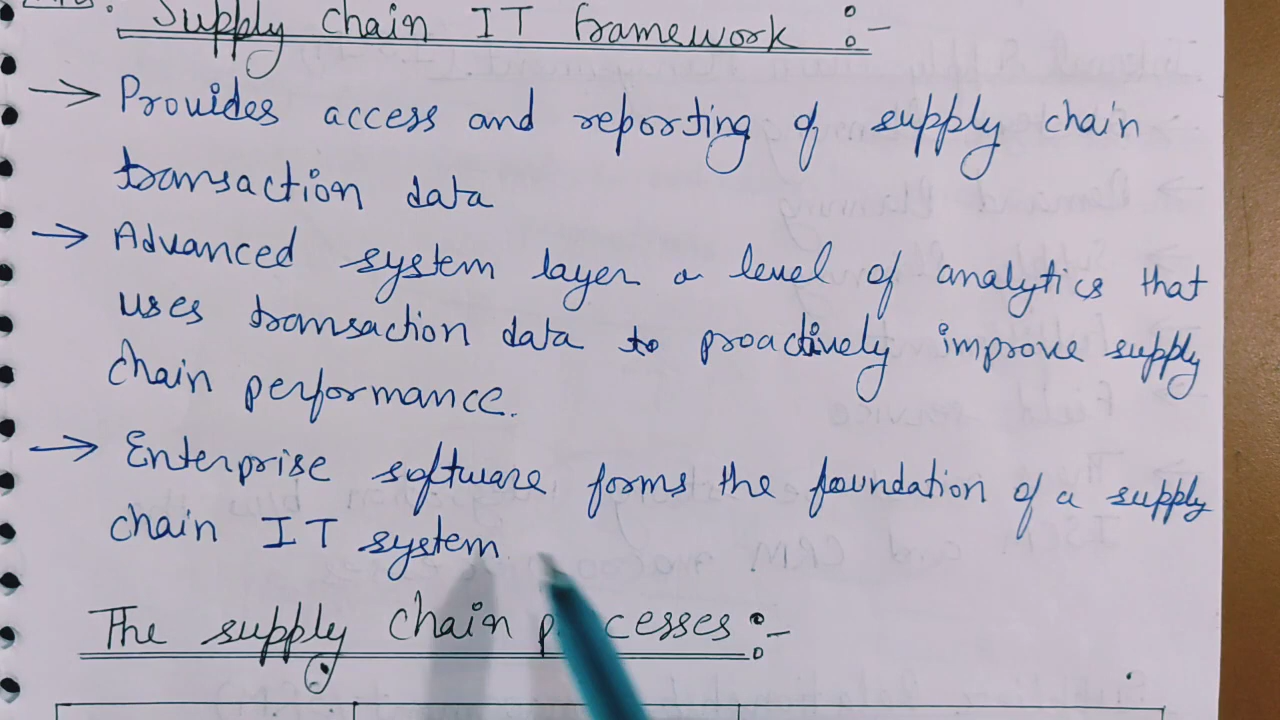 Supply chain IT framework :-
→ Provides access and reporting of supply chain
transaction data
→ Advanced system layer a level of analytics that
uses transaction data to proactively improve supply
chain performance.
→ Enterprise software forms the foundation of a supply
chain IT system.
The supply chain processes :-